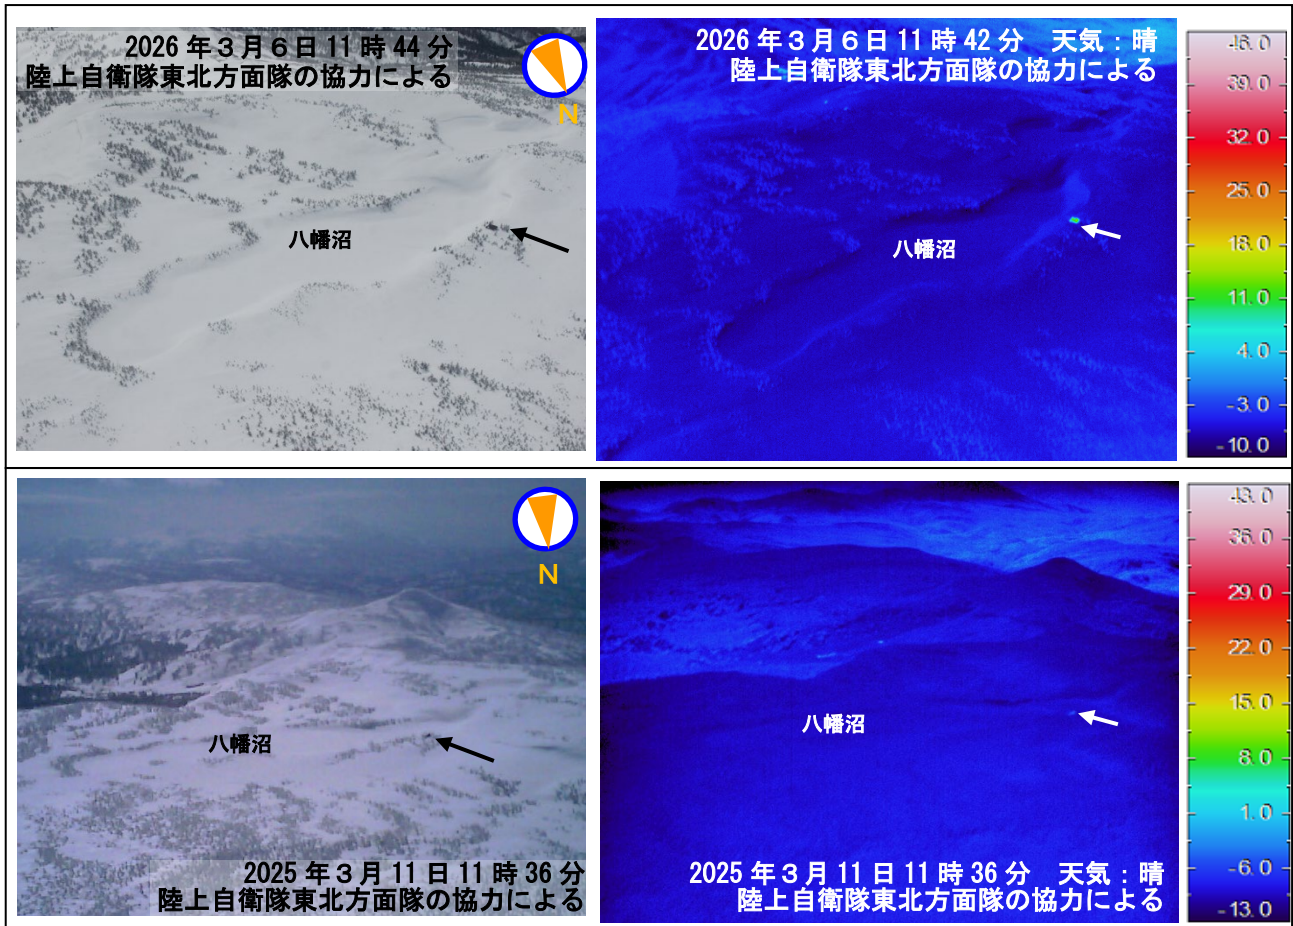 2026年３月６日11時44分
陸上自衛隊東北方面隊の協力による
N
八幡沼
2026年３月６日11時42分　天気：晴
陸上自衛隊東北方面隊の協力による
八幡沼
46.0
39.0
32.0
25.0
18.0
11.0
4.0
-3.0
-10.0
N
八幡沼
2025年３月11日11時36分
陸上自衛隊東北方面隊の協力による
八幡沼
2025年３月11日11時36分　天気：晴
陸上自衛隊東北方面隊の協力による
43.0
36.0
29.0
22.0
15.0
8.0
1.0
-6.0
-13.0